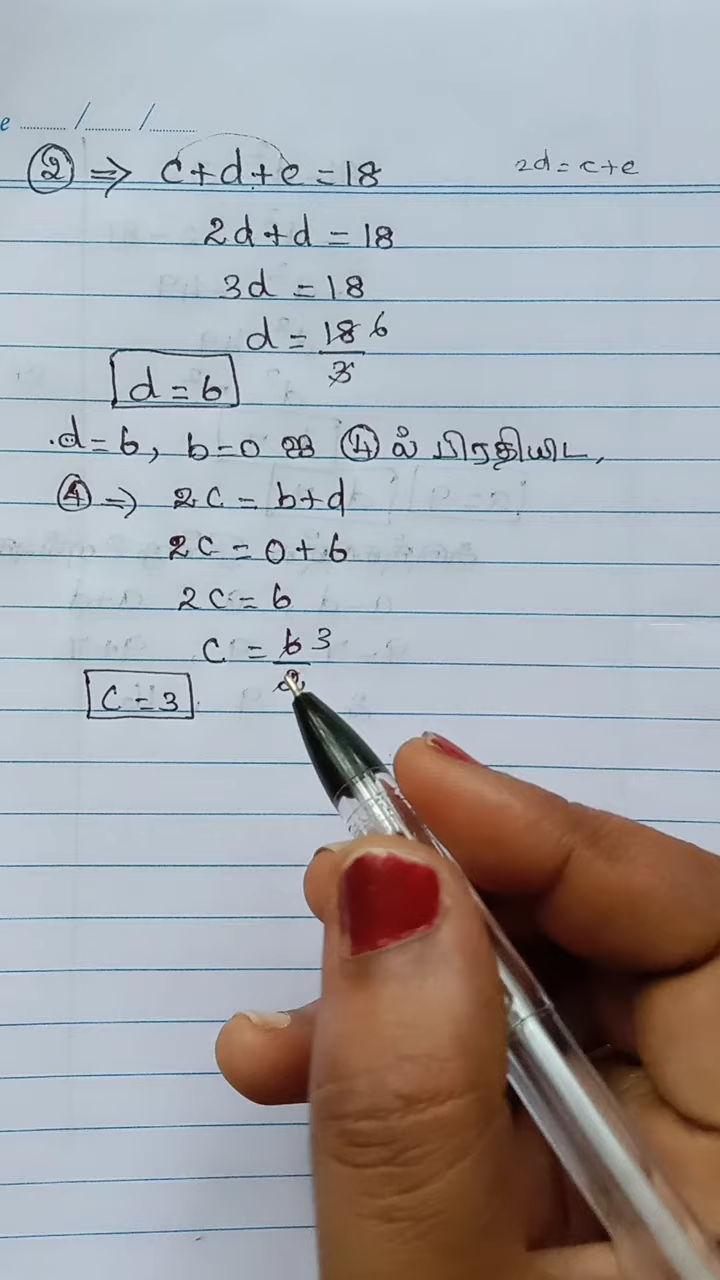 e ........../........../..........
② ⇒ c+d+e=18
2d=c+e
2d+d=18
3d=18
d=18/3 6
d=6
d=6, b=0 ஐ ④ ல் பிரதியிட,
④ ⇒ 2c=b+d
2c=0+6
2c=6
c=6/2 3
c=3